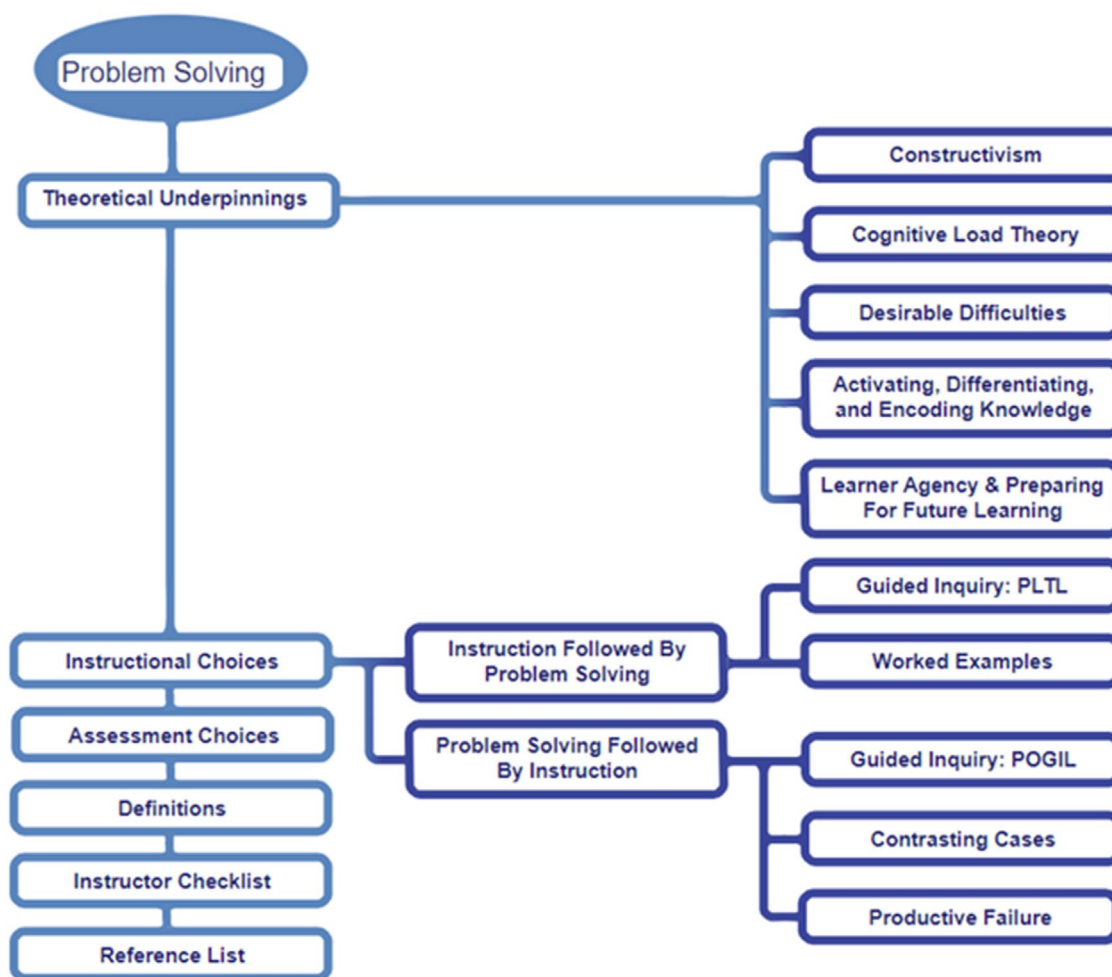 Problem Solving
Theoretical Underpinnings
Constructivism
Cognitive Load Theory
Desirable Difficulties
Activating, Differentiating,
and Encoding Knowledge
Learner Agency & Preparing
For Future Learning
Instructional Choices
Instruction Followed By
Problem Solving
Guided Inquiry: PLTL
Worked Examples
Problem Solving Followed
By Instruction
Guided Inquiry: POGIL
Contrasting Cases
Productive Failure
Assessment Choices
Definitions
Instructor Checklist
Reference List